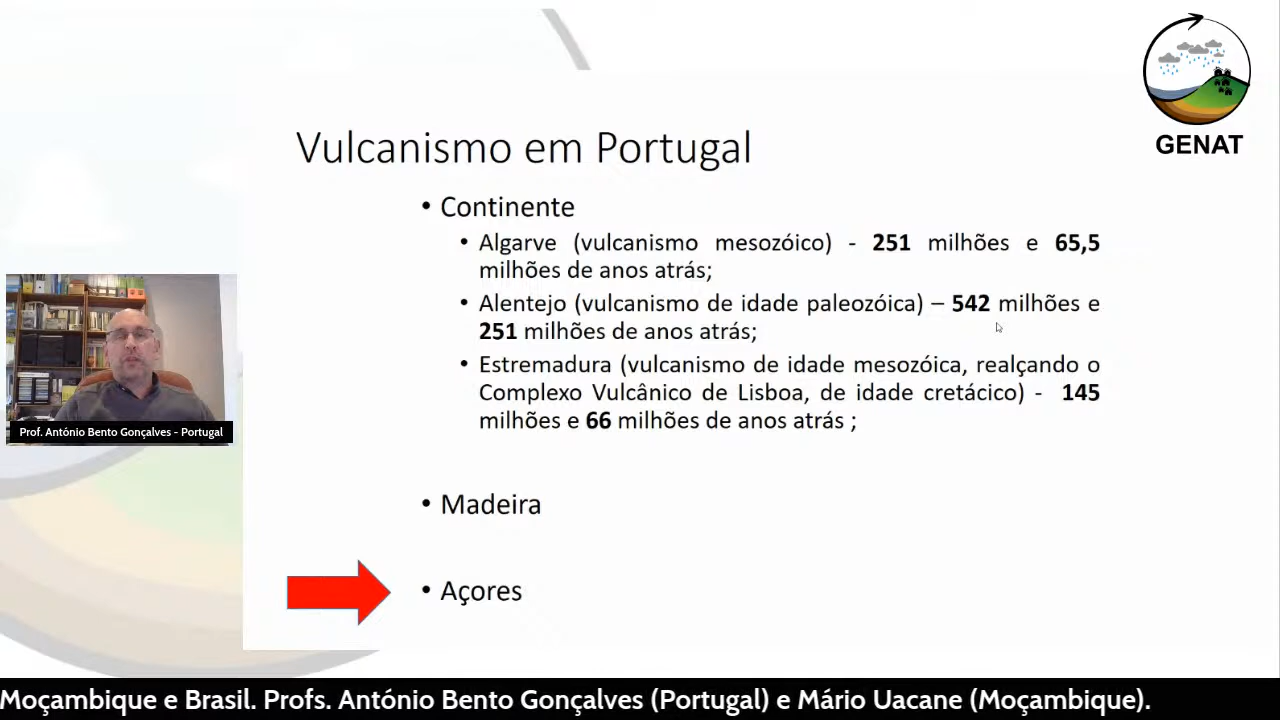 GENAT
Vulcanismo em Portugal
• Continente
• Algarve (vulcanismo mesozóico) - 251 milhões e 65,5
milhões de anos atrás;
• Alentejo (vulcanismo de idade paleozóica) – 542 milhões e
251 milhões de anos atrás;
• Estremadura (vulcanismo de idade mesozóica, realçando o
Complexo Vulcânico de Lisboa, de idade cretácico) - 145
milhões e 66 milhões de anos atrás ;
• Madeira
• Açores
Prof. António Bento Gonçalves - Portugal
Moçambique e Brasil. Profs. António Bento Gonçalves (Portugal) e Mário Uacane (Moçambique).